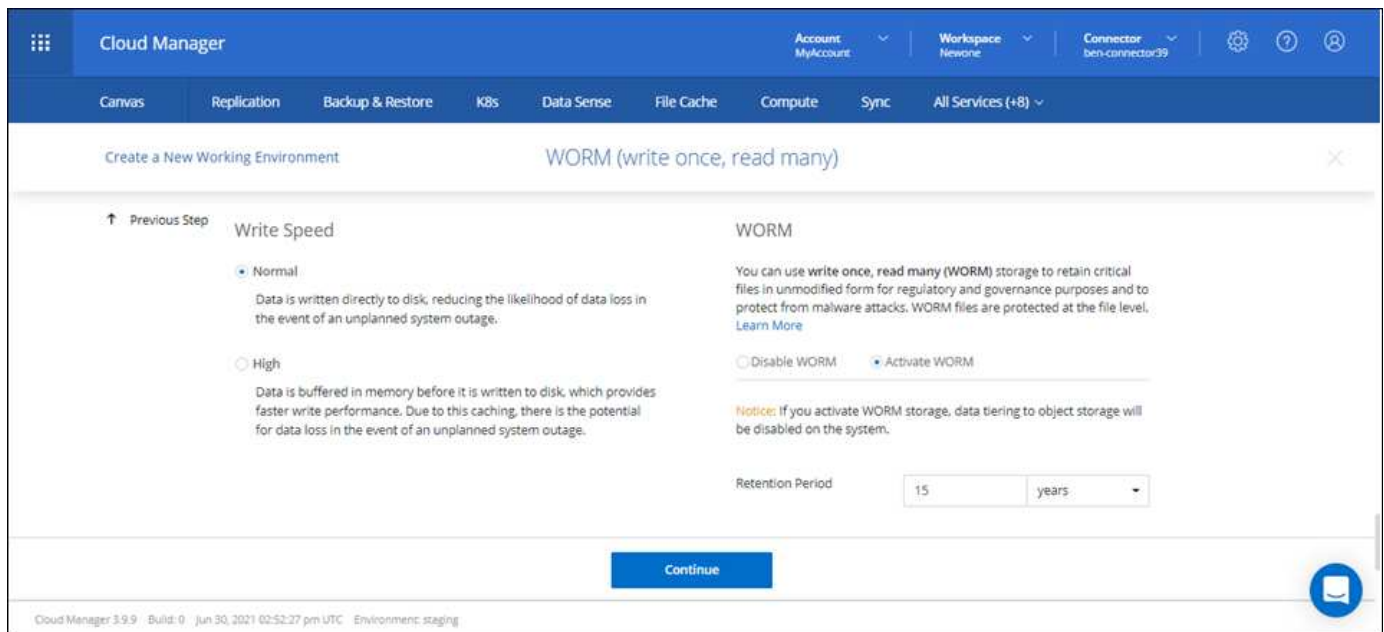 Cloud Manager
Account
MyAccount
Workspace
Newone
Connector
ben-connector39
Canvas
Replication
Backup & Restore
K8s
Data Sense
File Cache
Compute
Sync
All Services (+8)
Create a New Working Environment
WORM (write once, read many)
↑ Previous Step
Write Speed
Normal
Data is written directly to disk, reducing the likelihood of data loss in
the event of an unplanned system outage.
High
Data is buffered in memory before it is written to disk, which provides
faster write performance. Due to this caching, there is the potential
for data loss in the event of an unplanned system outage.
WORM
You can use write once, read many (WORM) storage to retain critical
files in unmodified form for regulatory and governance purposes and to
protect from malware attacks. WORM files are protected at the file level.
Learn More
Disable WORM
Activate WORM
Notice: If you activate WORM storage, data tiering to object storage will
be disabled on the system.
Retention Period
15
years
Continue
Cloud Manager 3.9.9 Build: 0 Jun 30, 2021 02:52:27 pm UTC Environment: staging